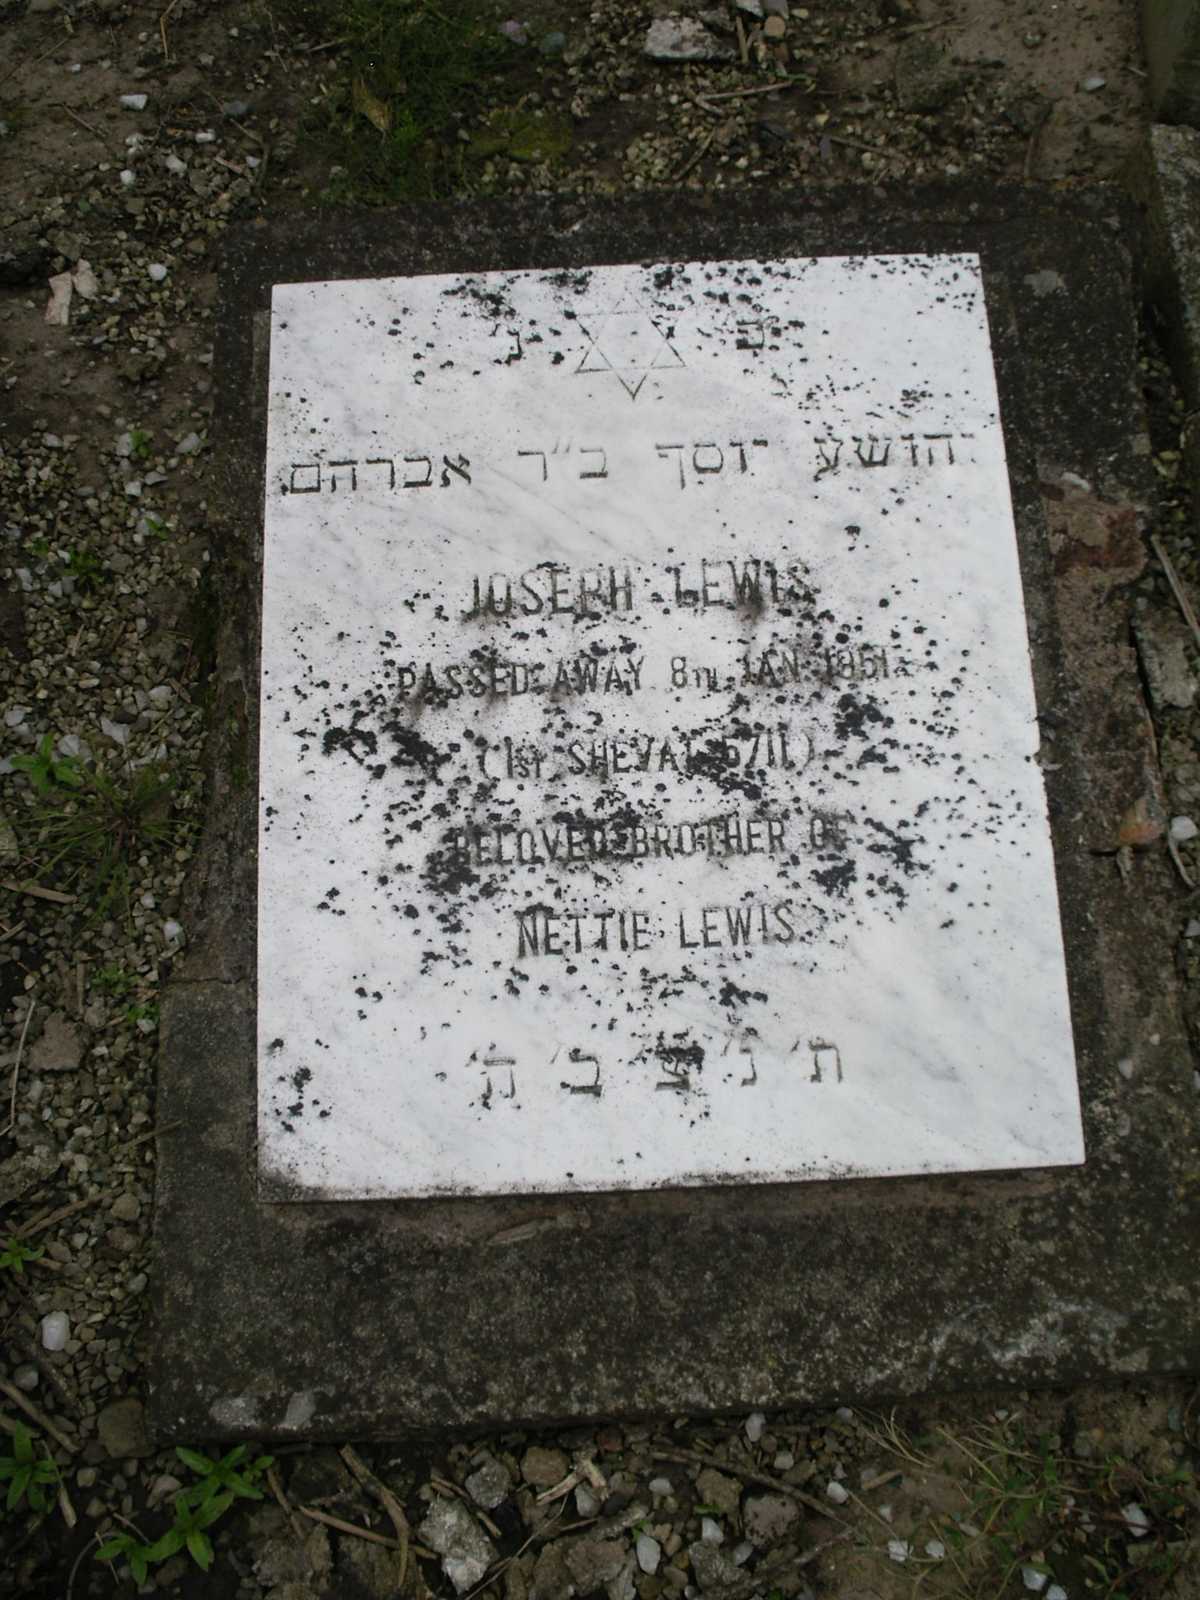 פ נ
יהושע יוסף ב״ר אברהם
JOSEPH LEWIS
PASSED AWAY 8TH JAN 1951
(1ST SHEVAT 5711)
BELOVED BROTHER OF
NETTIE LEWIS
ת׳ נ׳ צ׳ ב׳ ה׳